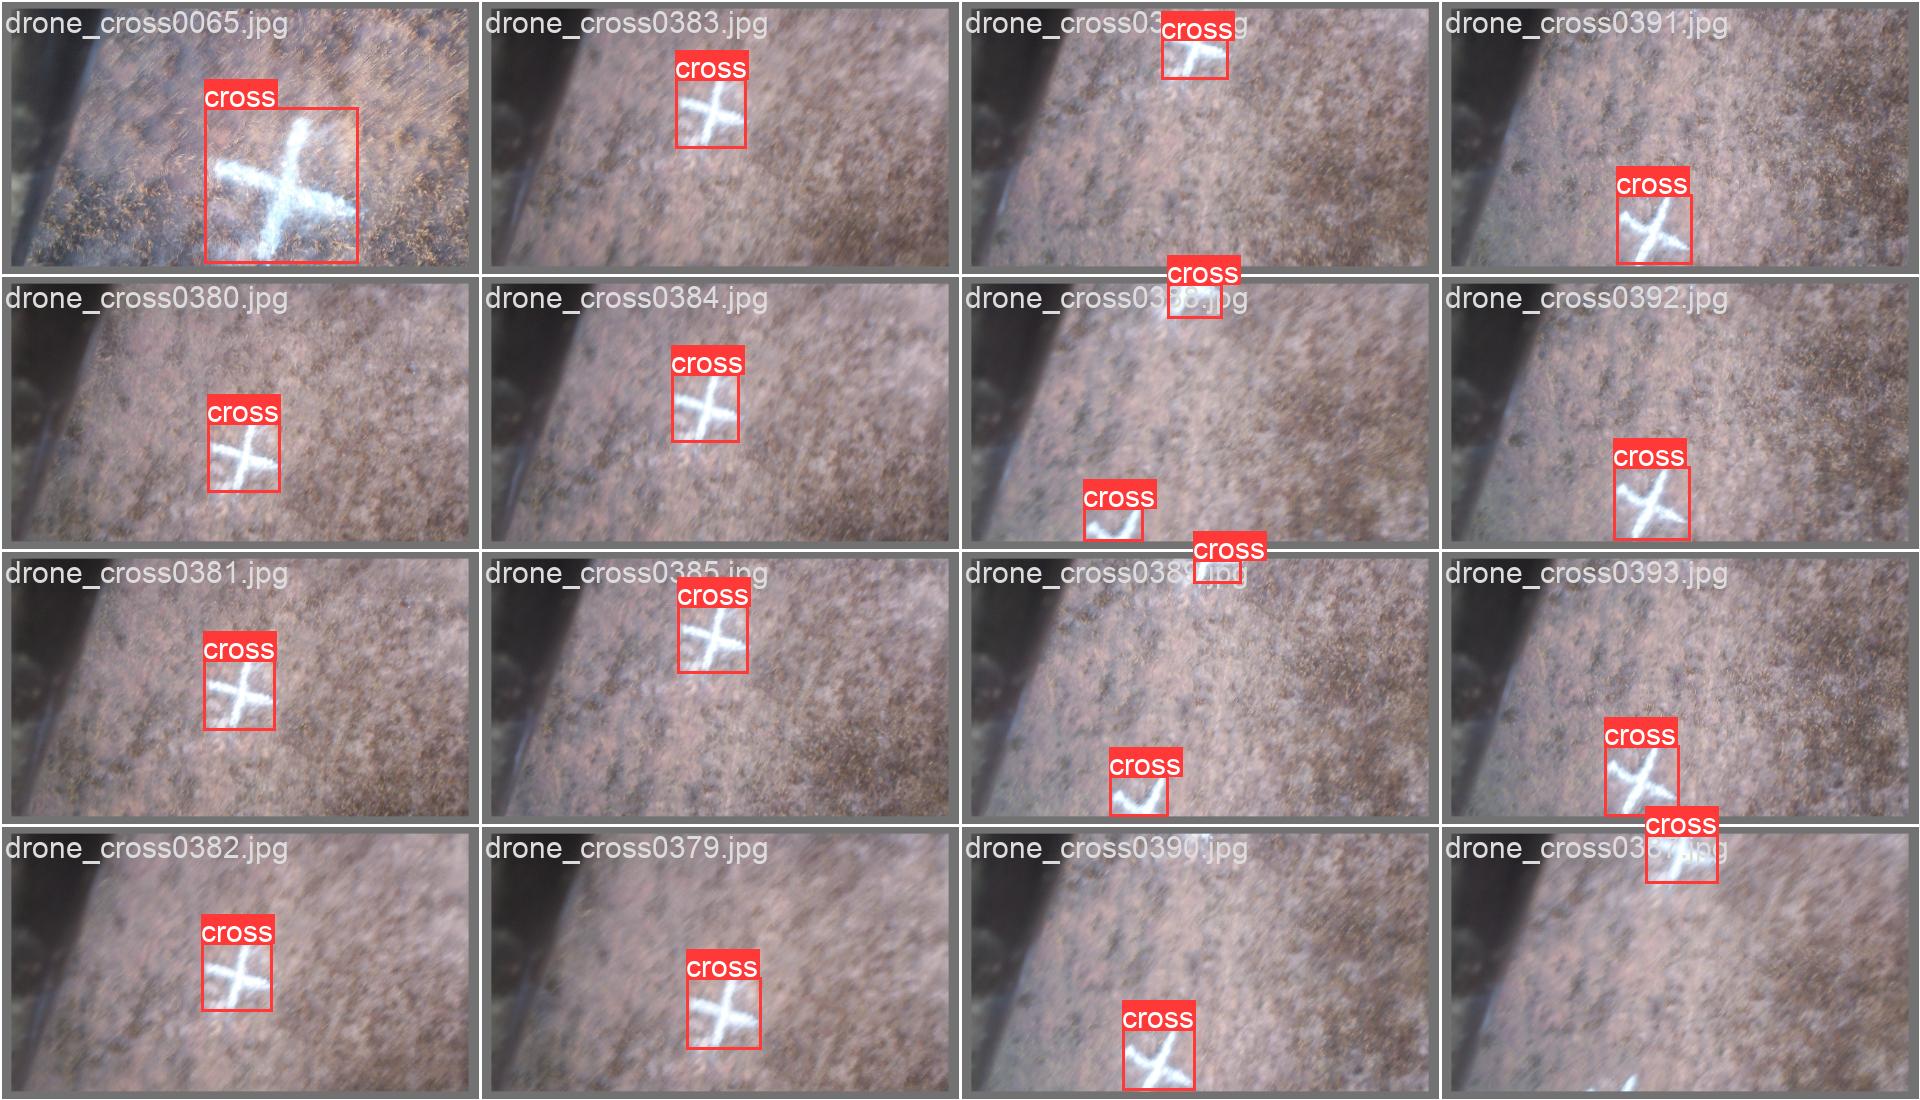 drone_cross0065.jpg
cross
drone_cross0383.jpg
cross
cross
drone_cross0391.jpg
cross
drone_cross0380.jpg
cross
drone_cross0384.jpg
cross
cross
cross
drone_cross0392.jpg
cross
drone_cross0381.jpg
cross
drone_cross0385.jpg
cross
cross
cross
drone_cross0393.jpg
cross
drone_cross0382.jpg
cross
drone_cross0379.jpg
cross
drone_cross0390.jpg
cross
cross